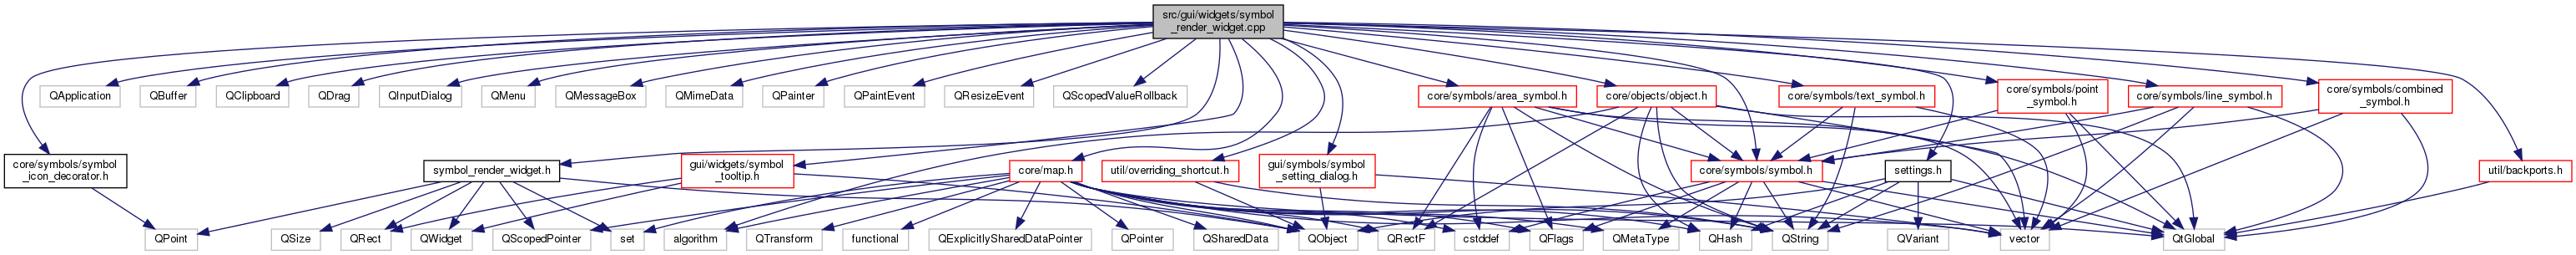 src/gui/widgets/symbol
_render_widget.cpp
QApplication
QBuffer
QClipboard
QDrag
QInputDialog
QMenu
QMessageBox
QMimeData
QPainter
QPaintEvent
QResizeEvent
QScopedValueRollback
core/symbols/area_symbol.h
core/objects/object.h
core/symbols/text_symbol.h
core/symbols/point
_symbol.h
core/symbols/line_symbol.h
core/symbols/combined
_symbol.h
core/symbols/symbol
_icon_decorator.h
symbol_render_widget.h
gui/widgets/symbol
_tooltip.h
core/map.h
util/overriding_shortcut.h
gui/symbols/symbol
_setting_dialog.h
core/symbols/symbol.h
settings.h
util/backports.h
QPoint
QSize
QRect
QWidget
QScopedPointer
set
algorithm
QTransform
functional
QExplicitlySharedDataPointer
QPointer
QSharedData
QObject
QRectF
cstddef
QFlags
QMetaType
QHash
QString
QVariant
vector
QtGlobal